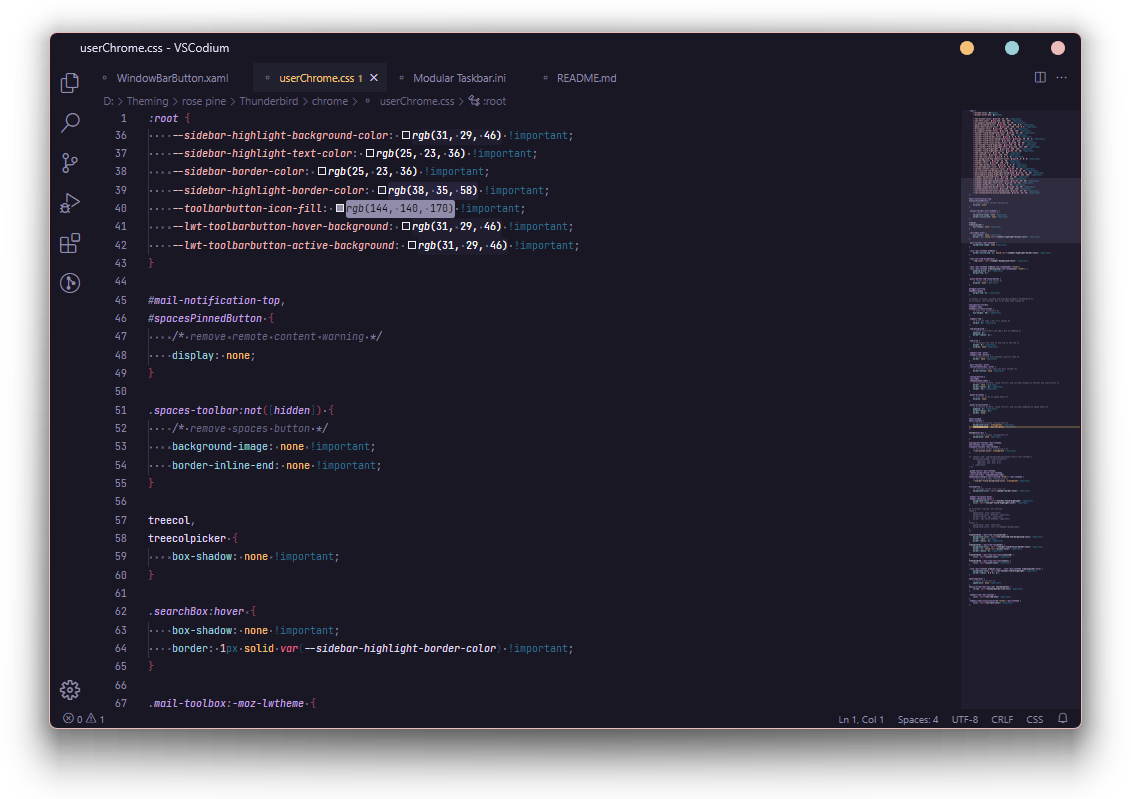 userChrome.css - VSCodium
WindowBarButton.xaml userChrome.css 1 Modular Taskbar.ini README.md
D: > Theming > rose pine > Thunderbird > chrome > userChrome.css > :root
1 :root {
36 --sidebar-highlight-background-color: rgb(31, 29, 46) !important;
37 --sidebar-highlight-text-color: rgb(25, 23, 36) !important;
38 --sidebar-border-color: rgb(25, 23, 36) !important;
39 --sidebar-highlight-border-color: rgb(38, 35, 58) !important;
40 --toolbarbutton-icon-fill: rgb(144, 140, 170) !important;
41 --lwt-toolbarbutton-hover-background: rgb(31, 29, 46) !important;
42 --lwt-toolbarbutton-active-background: rgb(31, 29, 46) !important;
43 }
44
45 #mail-notification-top,
46 #spacesPinnedButton {
47 /* remove remote content warning */
48 display: none;
49 }
50
51 .spaces-toolbar:not([hidden]) {
52 /* remove spaces button */
53 background-image: none !important;
54 border-inline-end: none !important;
55 }
56
57 treecol,
58 treecolpicker {
59 box-shadow: none !important;
60 }
61
62 .searchBox:hover {
63 box-shadow: none !important;
64 border: 1px solid var(--sidebar-highlight-border-color) !important;
65 }
66
67 .mail-toolbox:-moz-lwtheme {
0 1 Ln 1, Col 1 Spaces: 4 UTF-8 CRLF CSS